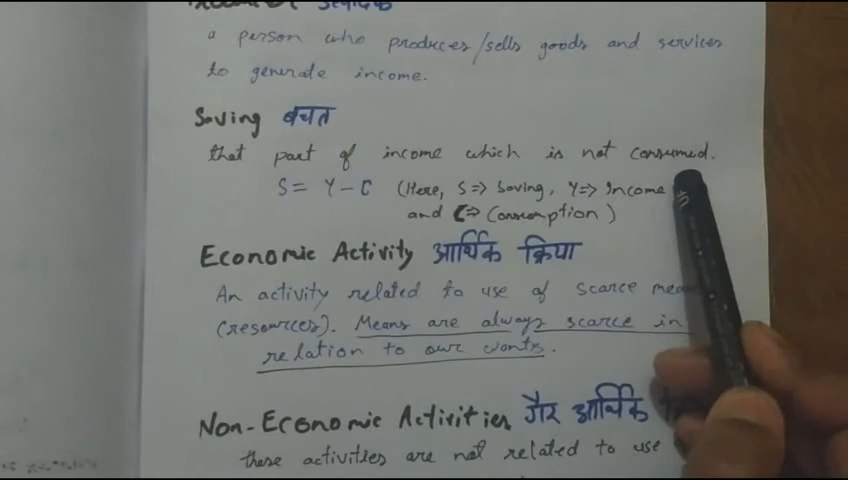 उत्पादक
a person who produces/sells goods and services
to generate income.
Saving बचत
that part of income which is not consumed.
S = Y - C (Here, S => Saving, Y => Income
and C => Consumption)
Economic Activity आर्थिक क्रिया
An activity related to use of scarce
(resources). Means are always scarce in
relation to our wants.
Non-Economic Activities गैर आर्थिक
these activities are not related to use